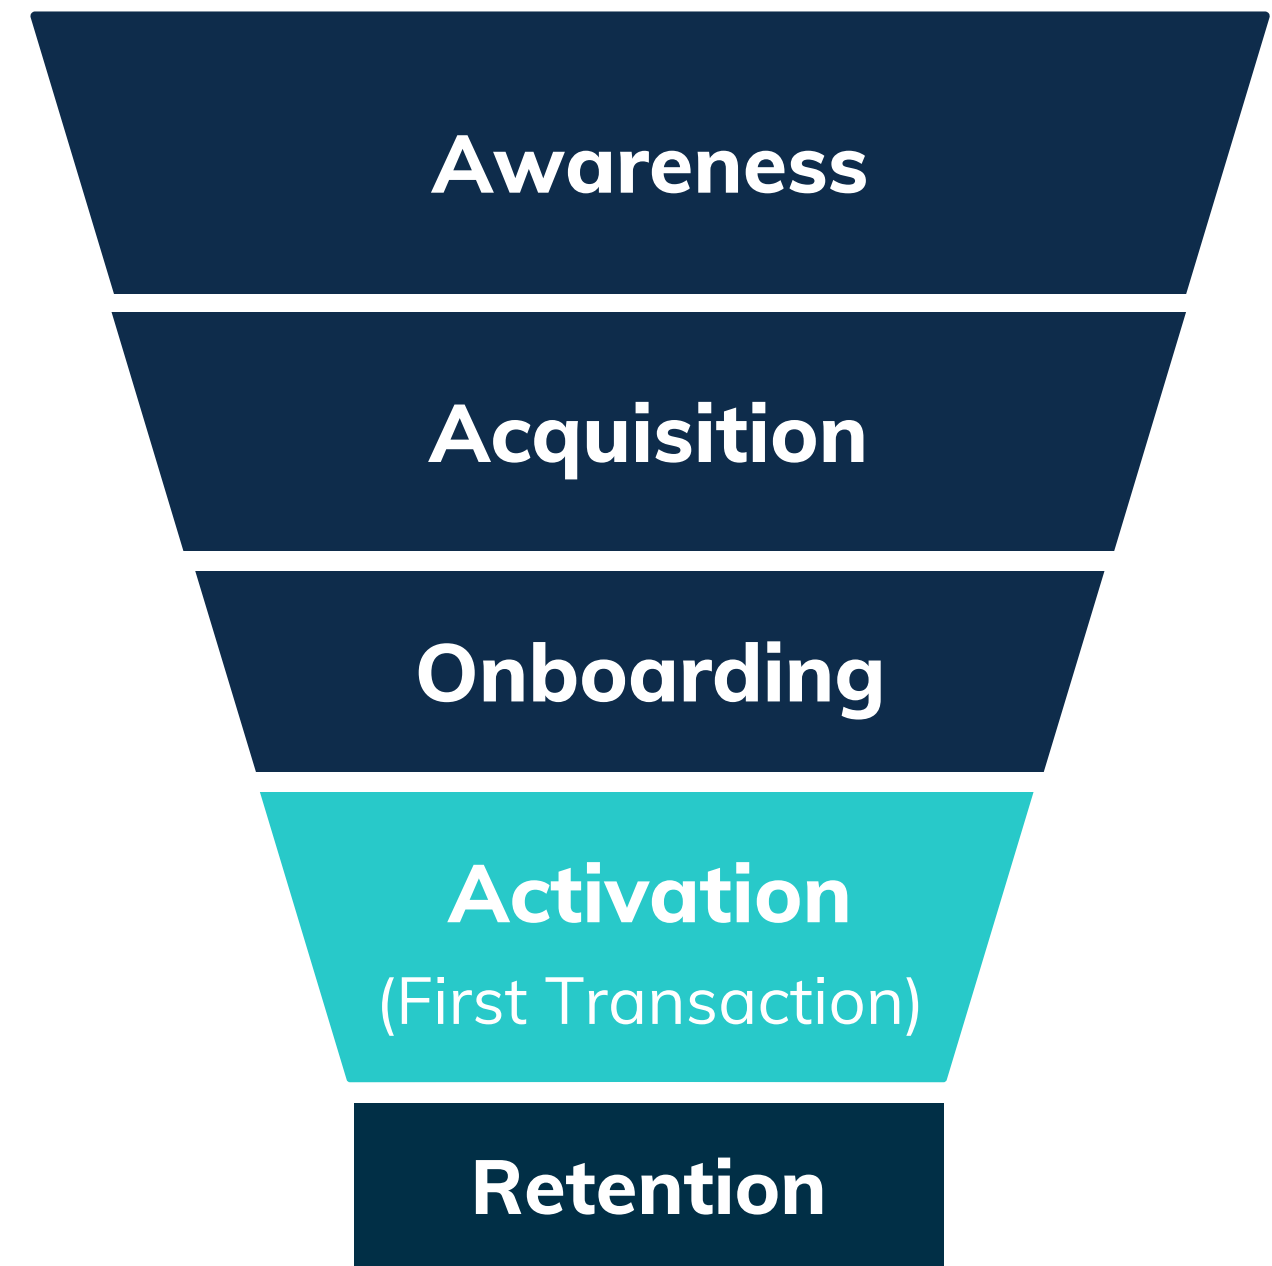 Awareness
Acquisition
Onboarding
Activation
(First Transaction)
Retention